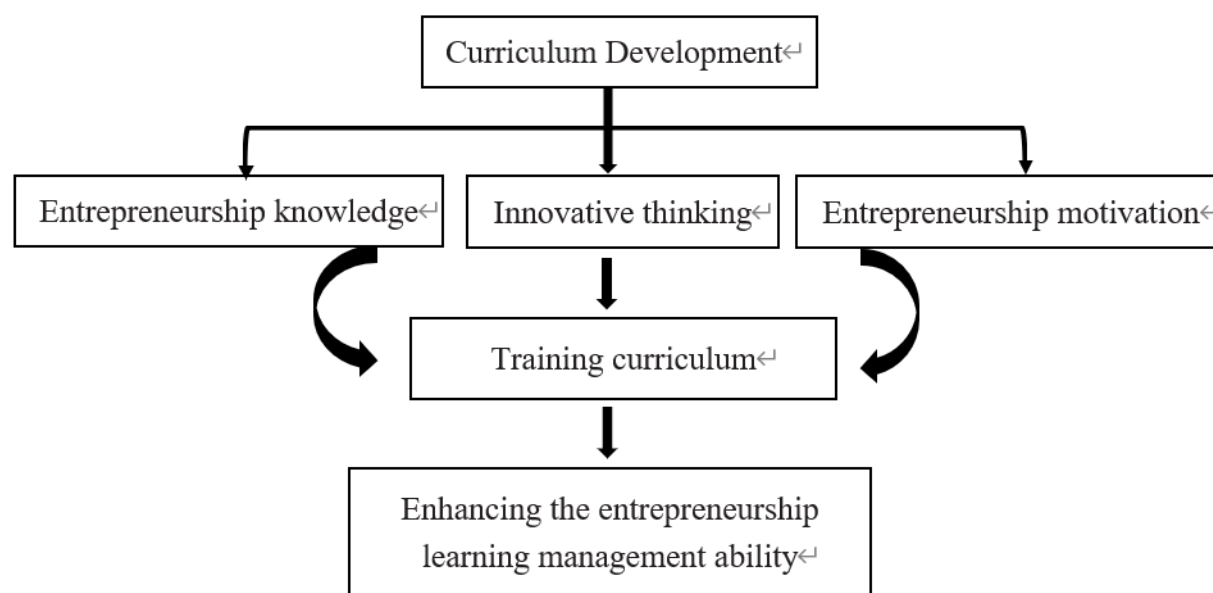 Curriculum Development
Entrepreneurship knowledge
Innovative thinking
Entrepreneurship motivation
Training curriculum
Enhancing the entrepreneurship
learning management ability